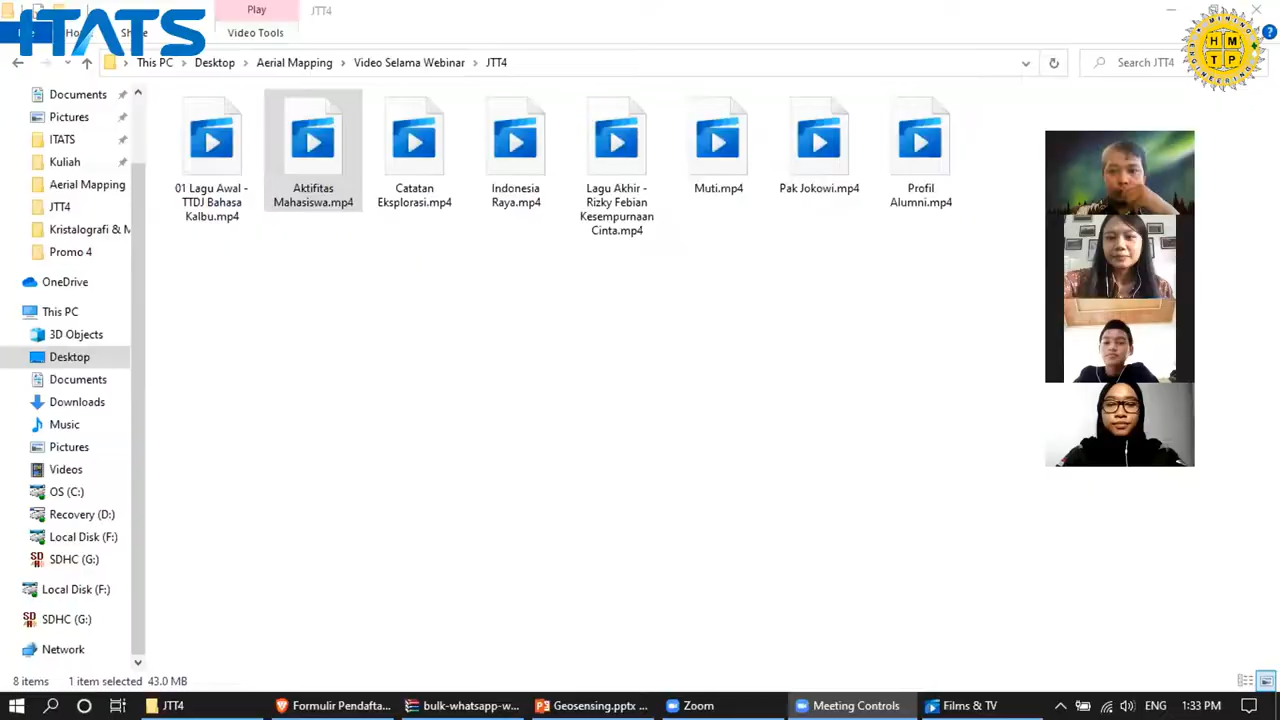 ITATS
Play
JTT4
Video Tools
This PC
Desktop
Aerial Mapping
Video Selama Webinar
JTT4
Search JTT4
H M
T P
MINING
ENGINEERING
Documents
Pictures
ITATS
Kuliah
Aerial Mapping
JTT4
Kristalografi & M
Promo 4
OneDrive
This PC
3D Objects
Desktop
Documents
Downloads
Music
Pictures
Videos
OS (C:)
Recovery (D:)
Local Disk (F:)
SDHC (G:)
Local Disk (F:)
SDHC (G:)
Network
01 Lagu Awal -
TTDJ Bahasa
Kalbu.mp4
Aktifitas
Mahasiswa.mp4
Catatan
Eksplorasi.mp4
Indonesia
Raya.mp4
Lagu Akhir -
Rizky Febian
Kesempurnaan
Cinta.mp4
Muti.mp4
Pak Jokowi.mp4
Profil
Alumni.mp4
8 items
1 item selected 43.0 MB
JTT4
Formulir Pendafta...
bulk-whatsapp-w...
Geosensing.pptx ...
Zoom
Meeting Controls
Films & TV
ENG
1:33 PM